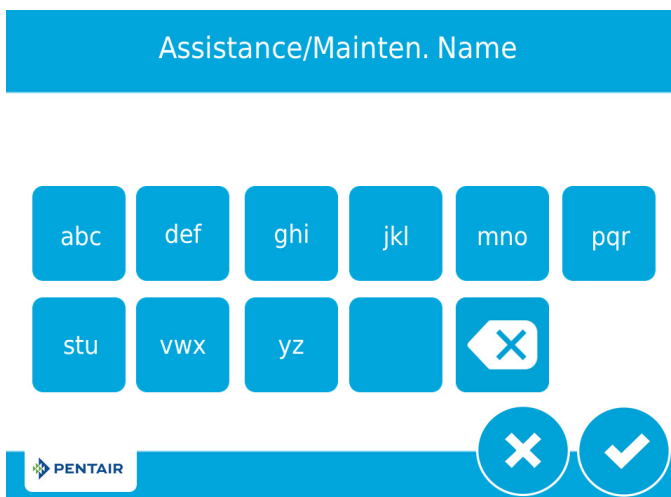 Assistance/Mainten. Name
abc def ghi jkl mno pqr
stu vwx yz
PENTAIR